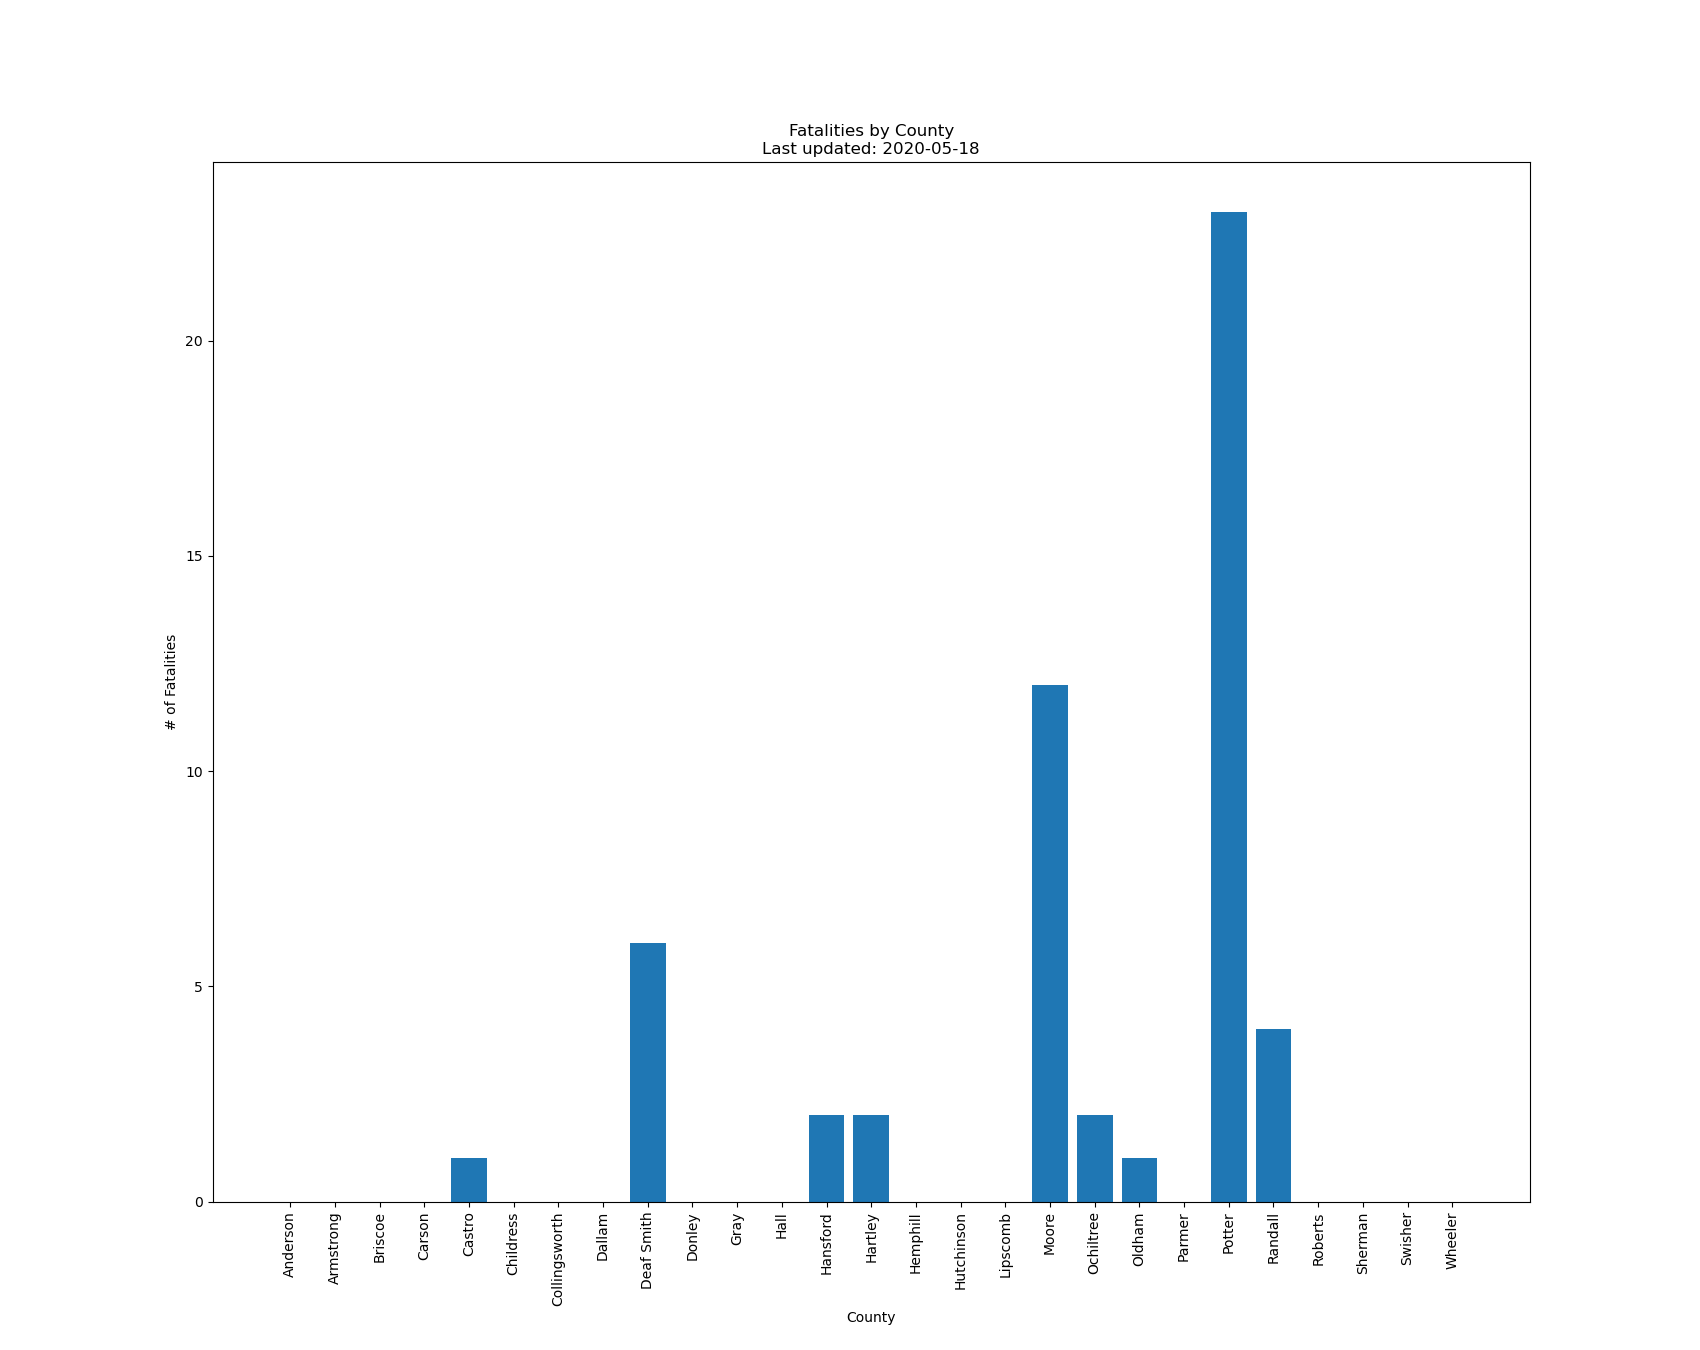 Fatalities by County
Last updated: 2020-05-18
# of Fatalities
20
15
10
5
0
Anderson
Armstrong
Briscoe
Carson
Castro
Childress
Collingsworth
Dallam
Deaf Smith
Donley
Gray
Hall
Hansford
Hartley
Hemphill
Hutchinson
Lipscomb
Moore
Ochiltree
Oldham
Parmer
Potter
Randall
Roberts
Sherman
Swisher
Wheeler
County